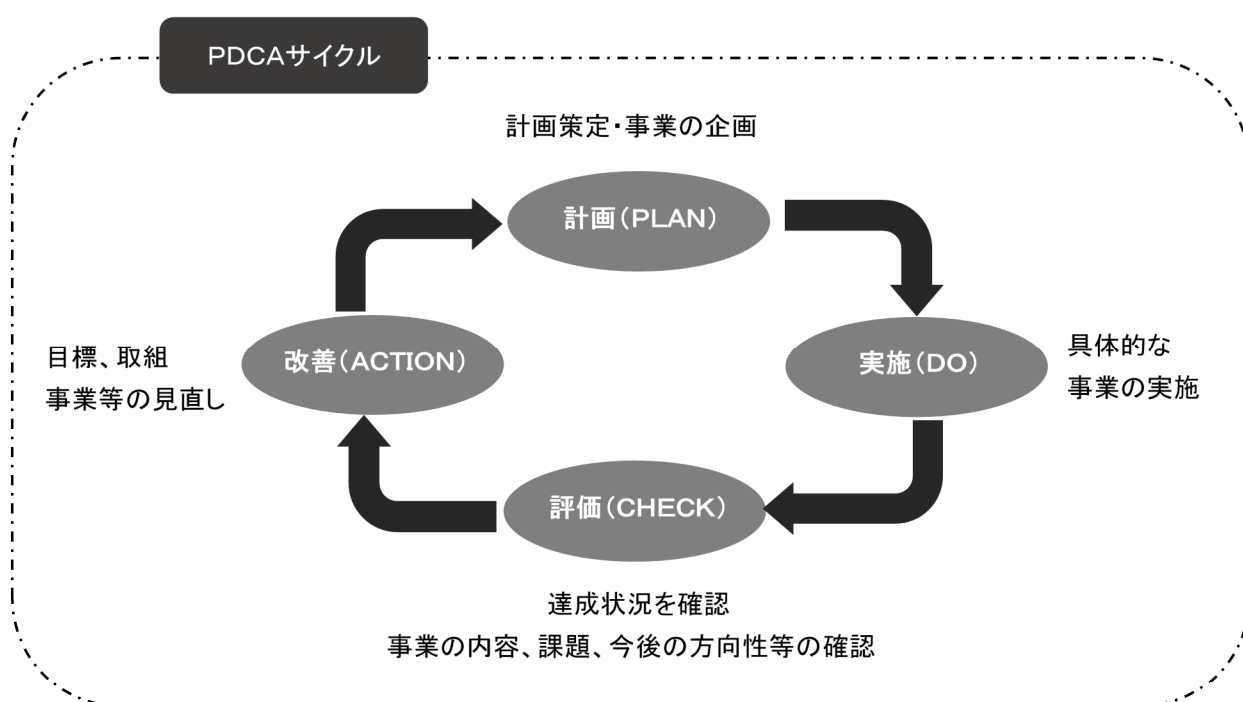 PDCAサイクル
計画策定・事業の企画
計画（PLAN）
改善（ACTION）
目標、取組
事業等の見直し
実施（DO）
具体的な
事業の実施
評価（CHECK）
達成状況を確認
事業の内容、課題、今後の方向性等の確認